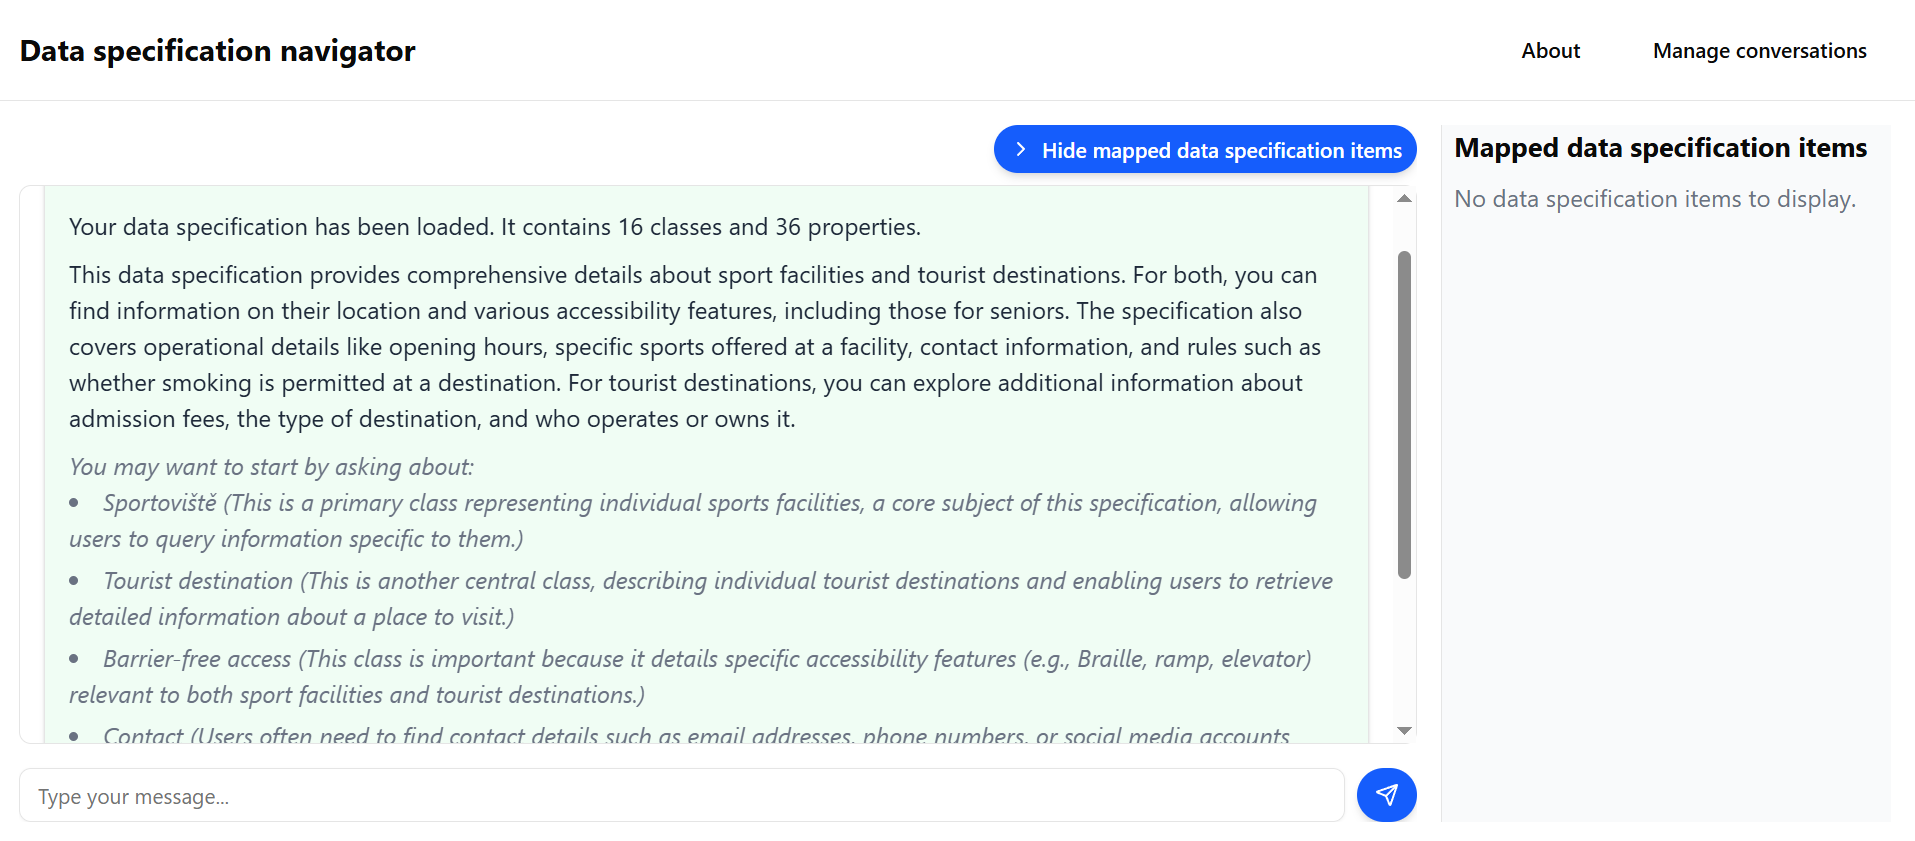 Data specification navigator
About
Manage conversations
Hide mapped data specification items
Your data specification has been loaded. It contains 16 classes and 36 properties.
This data specification provides comprehensive details about sport facilities and tourist destinations. For both, you can
find information on their location and various accessibility features, including those for seniors. The specification also
covers operational details like opening hours, specific sports offered at a facility, contact information, and rules such as
whether smoking is permitted at a destination. For tourist destinations, you can explore additional information about
admission fees, the type of destination, and who operates or owns it.
You may want to start by asking about:
• Sportoviště (This is a primary class representing individual sports facilities, a core subject of this specification, allowing
users to query information specific to them.)
• Tourist destination (This is another central class, describing individual tourist destinations and enabling users to retrieve
detailed information about a place to visit.)
• Barrier-free access (This class is important because it details specific accessibility features (e.g., Braille, ramp, elevator)
relevant to both sport facilities and tourist destinations.)
• Contact (Users often need to find contact details such as email addresses, phone numbers, or social media accounts
Type your message...
Mapped data specification items
No data specification items to display.